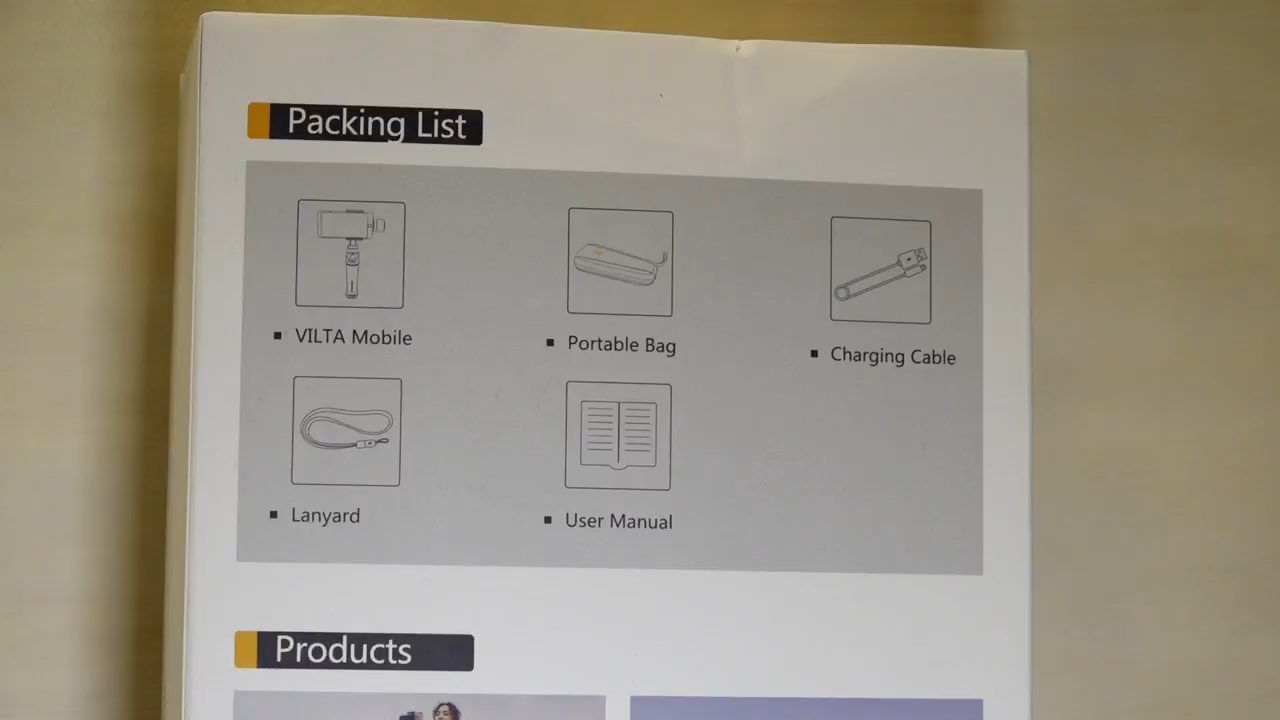 Packing List
VILTA Mobile
Portable Bag
Charging Cable
Lanyard
User Manual
Products